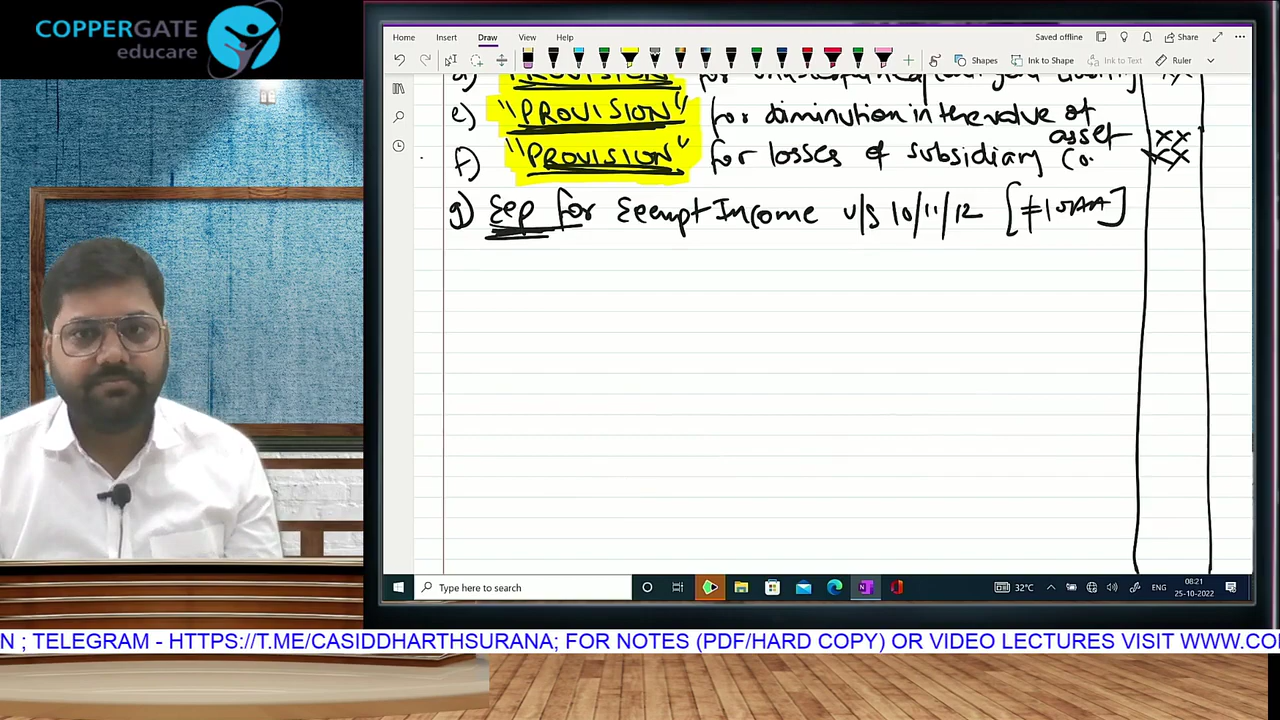 COPPERGATE
educare
Home Insert Draw View Help
Saved offline
Share
Shapes
Ink to Shape
Ink to Text
Ruler
"PROVISION" for
e) "PROVISION" for diminution in the value of asset xx
f) "PROVISION" for losses of subsidiary Co. xx
g) Exp for Exempt Income u/s 10/11/12 [≠10AA]
Type here to search
32°C
ENG
08:21
25-10-2022
N ; TELEGRAM - HTTPS://T.ME/CASIDDHARTHSURANA; FOR NOTES (PDF/HARD COPY) OR VIDEO LECTURES VISIT WWW.CO